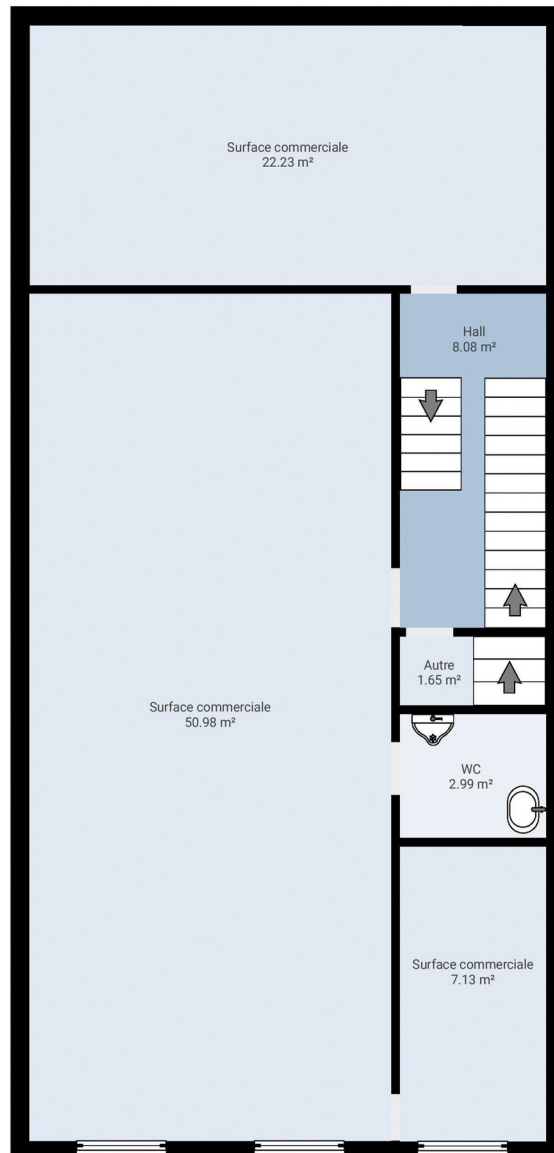 Surface commerciale
22.23 m²
Hall
8.08 m²
Autre
1.65 m²
Surface commerciale
50.98 m²
WC
2.99 m²
Surface commerciale
7.13 m²